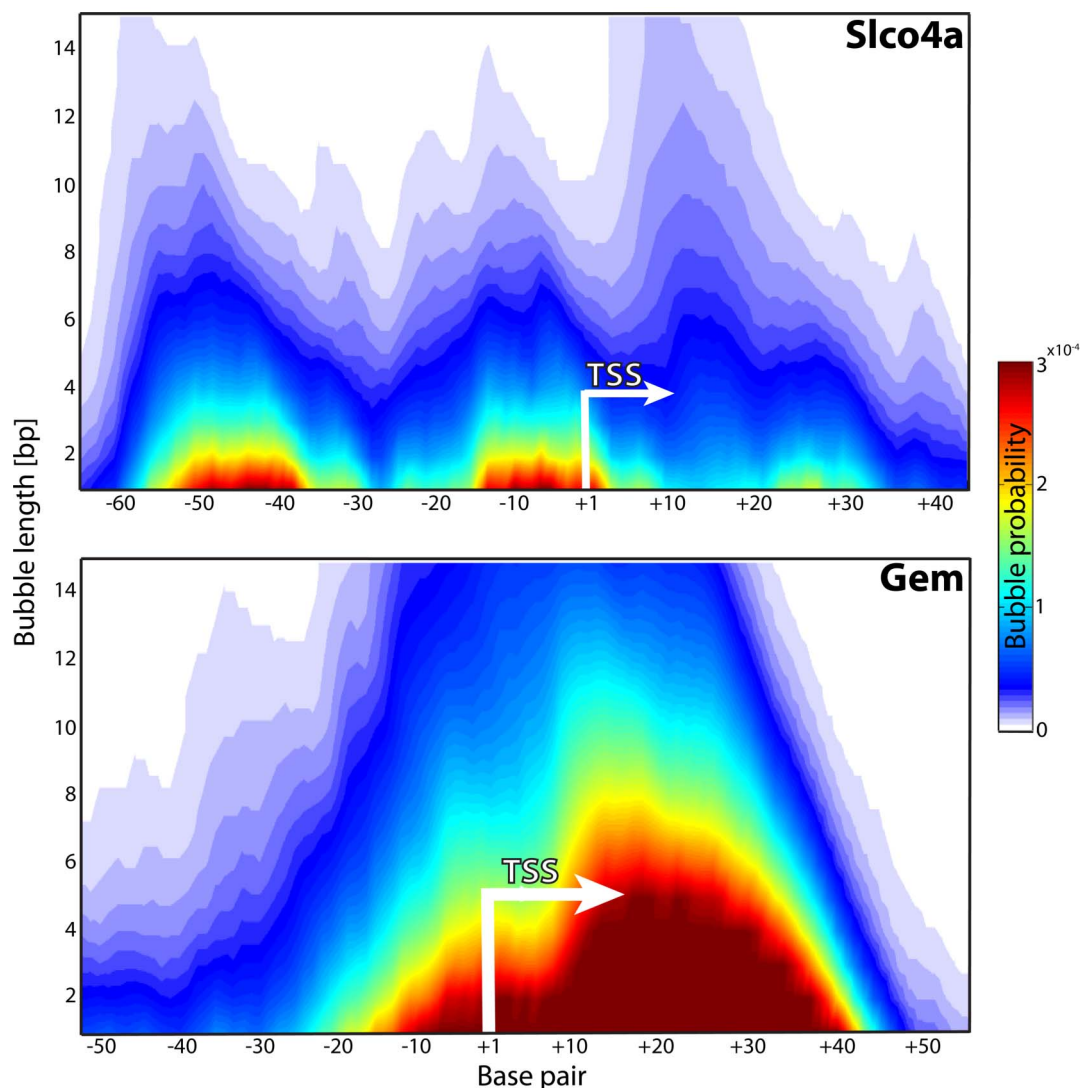 Slco4a
14
12
10
8
6
4
2
TSS
-60 -50 -40 -30 -20 -10 +1 +10 +20 +30 +40
Bubble length [bp]
x10-4
3
2
1
0
Bubble probability
Gem
14
12
10
8
6
4
2
TSS
-50 -40 -30 -20 -10 +1 +10 +20 +30 +40 +50
Base pair